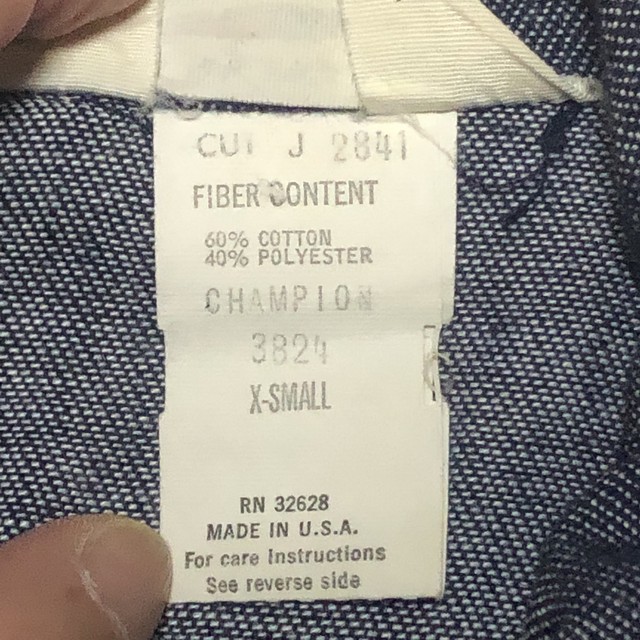 CUT J 2841
FIBER CONTENT
60% COTTON
40% POLYESTER
CHAMPION
3824
X-SMALL
RN 32628
MADE IN U.S.A.
For care Instructions
See reverse side